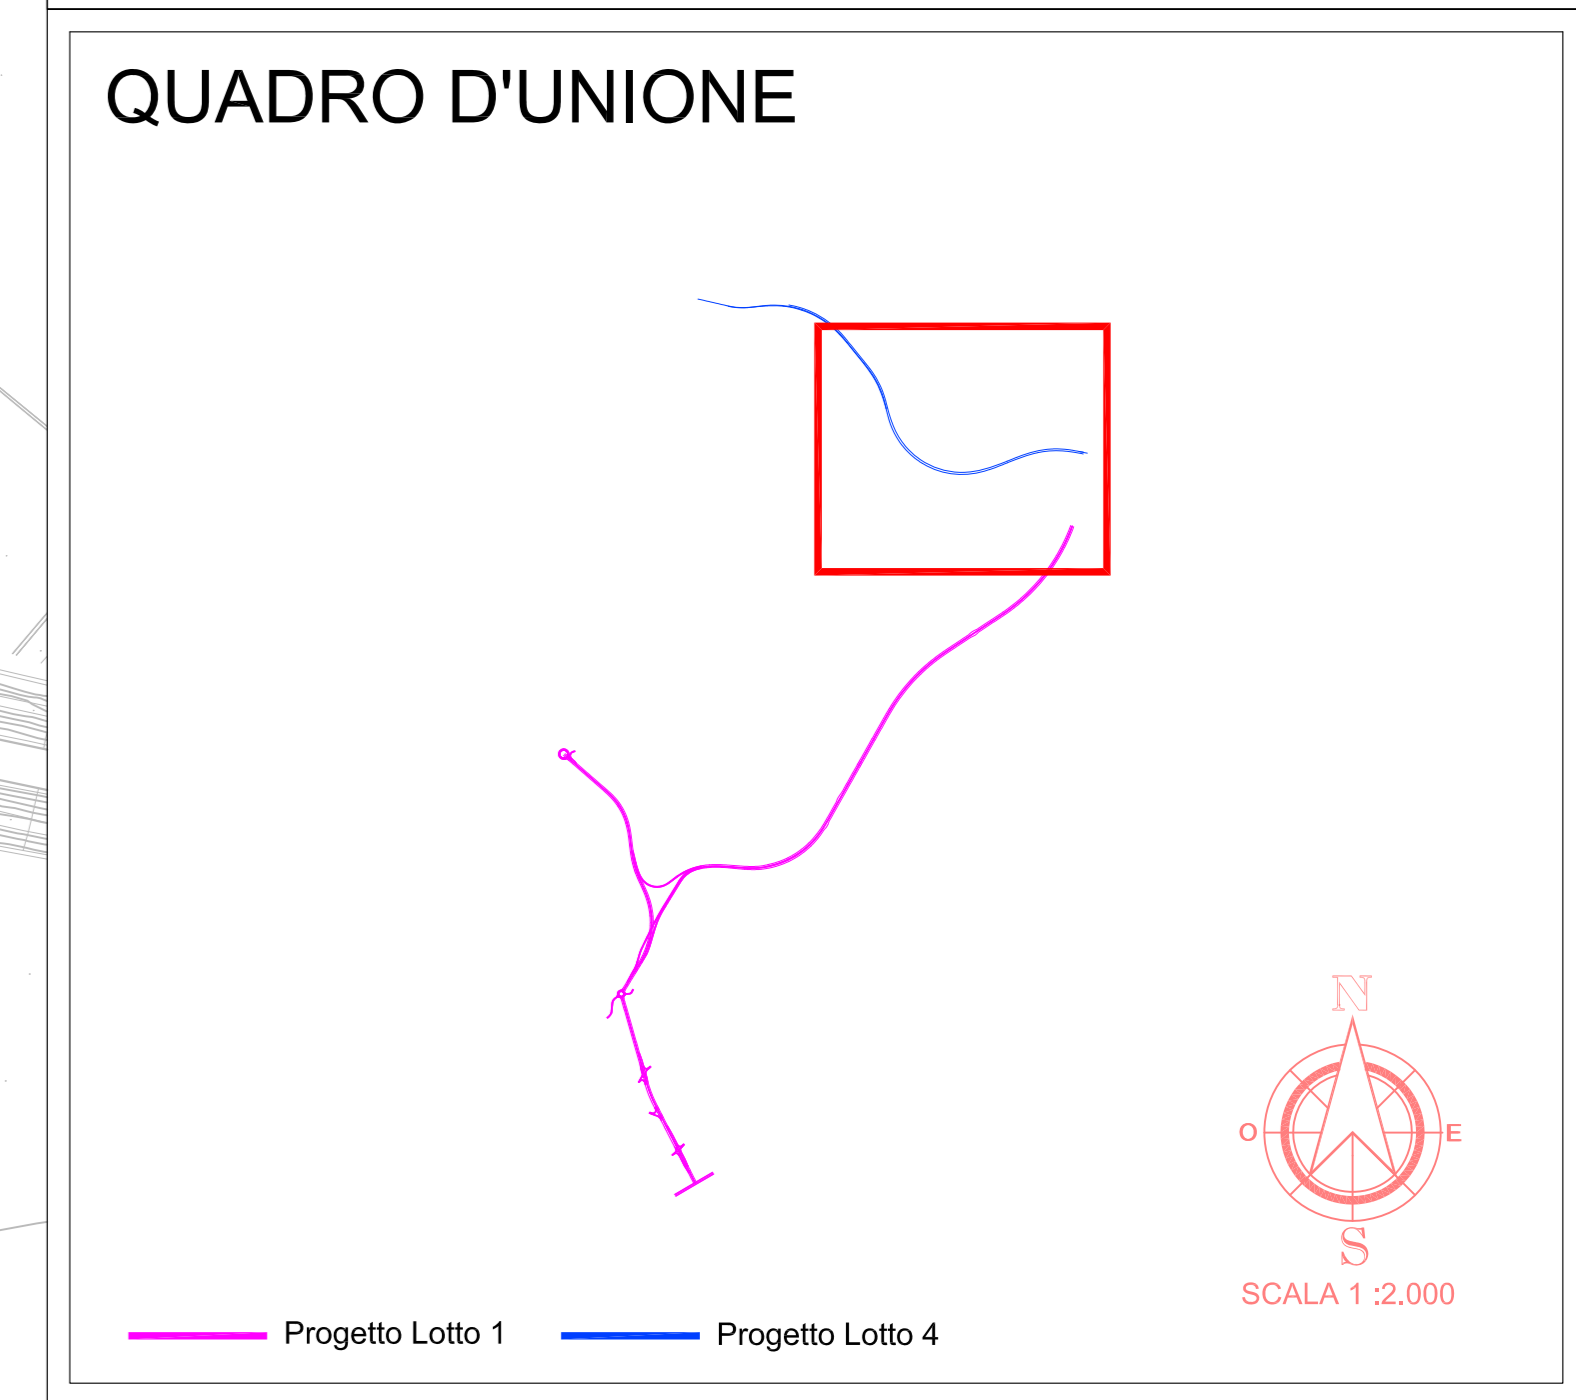 QUADRO D'UNIONE
N
O E
S
SCALA 1 :2.000
Progetto Lotto 1 Progetto Lotto 4